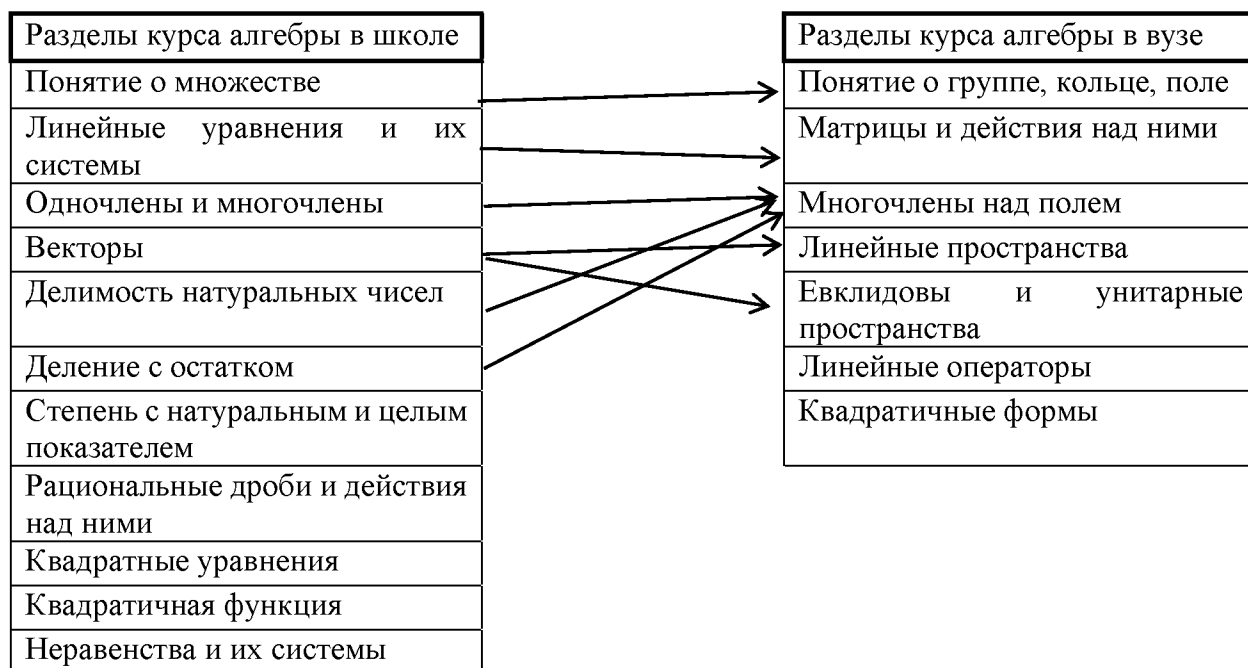 Разделы курса алгебры в школе
Понятие о множестве
Линейные уравнения и их
системы
Одночлены и многочлены
Векторы
Делимость натуральных чисел
Деление с остатком
Степень с натуральным и целым
показателем
Рациональные дроби и действия
над ними
Квадратные уравнения
Квадратичная функция
Неравенства и их системы
Разделы курса алгебры в вузе
Понятие о группе, кольце, поле
Матрицы и действия над ними
Многочлены над полем
Линейные пространства
Евклидовы и унитарные
пространства
Линейные операторы
Квадратичные формы